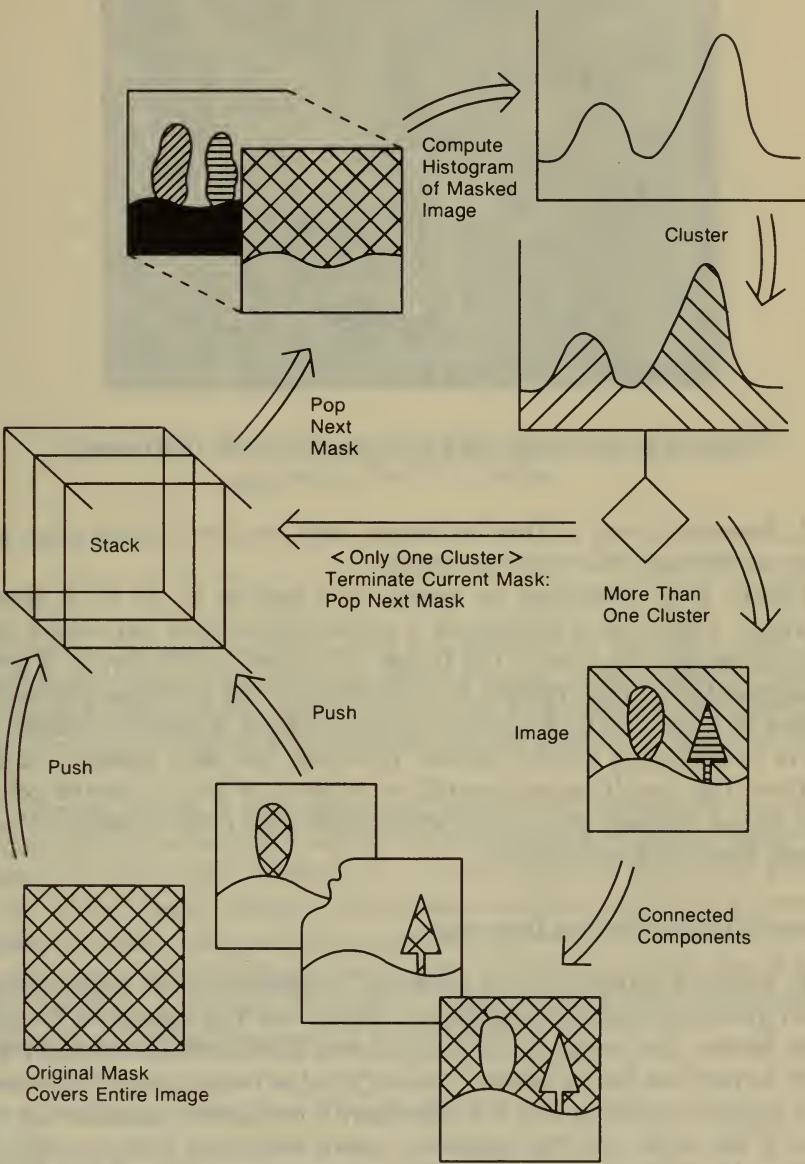 Compute
Histogram
of Masked
Image
Cluster
Pop
Next
Mask
Stack
< Only One Cluster >
Terminate Current Mask:
Pop Next Mask
More Than
One Cluster
Push
Image
Push
Connected
Components
Original Mask
Covers Entire Image